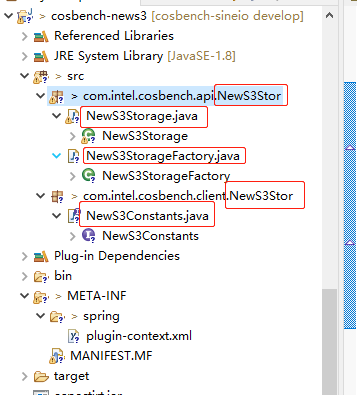 > cosbench-news3 [cosbench-sineio develop]
Referenced Libraries
JRE System Library [JavaSE-1.8]
> src
> com.intel.cosbench.api.NewS3Stor
NewS3Storage.java
NewS3Storage
NewS3StorageFactory.java
NewS3StorageFactory
> com.intel.cosbench.client.NewS3Stor
NewS3Constants.java
NewS3Constants
Plug-in Dependencies
bin
> META-INF
> spring
plugin-context.xml
MANIFEST.MF
target